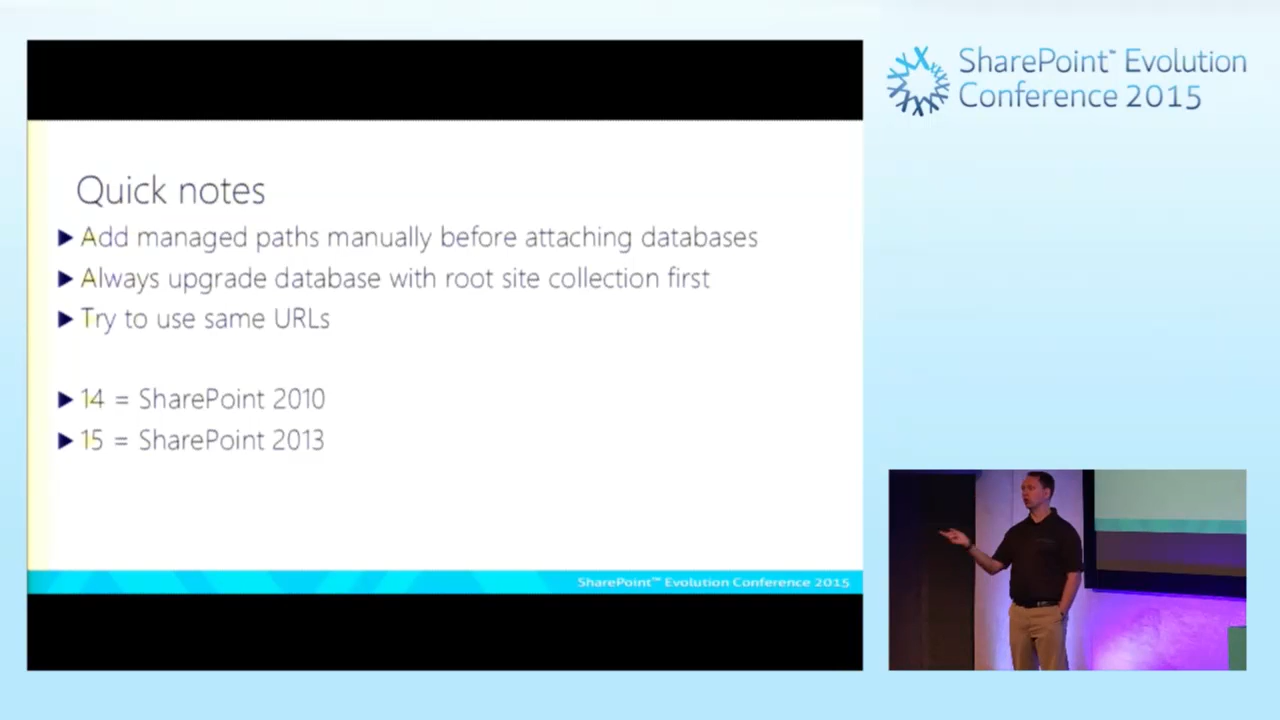 SharePoint™ Evolution
Conference 2015
Quick notes
Add managed paths manually before attaching databases
Always upgrade database with root site collection first
Try to use same URLs
14 = SharePoint 2010
15 = SharePoint 2013
SharePoint™ Evolution Conference 2015